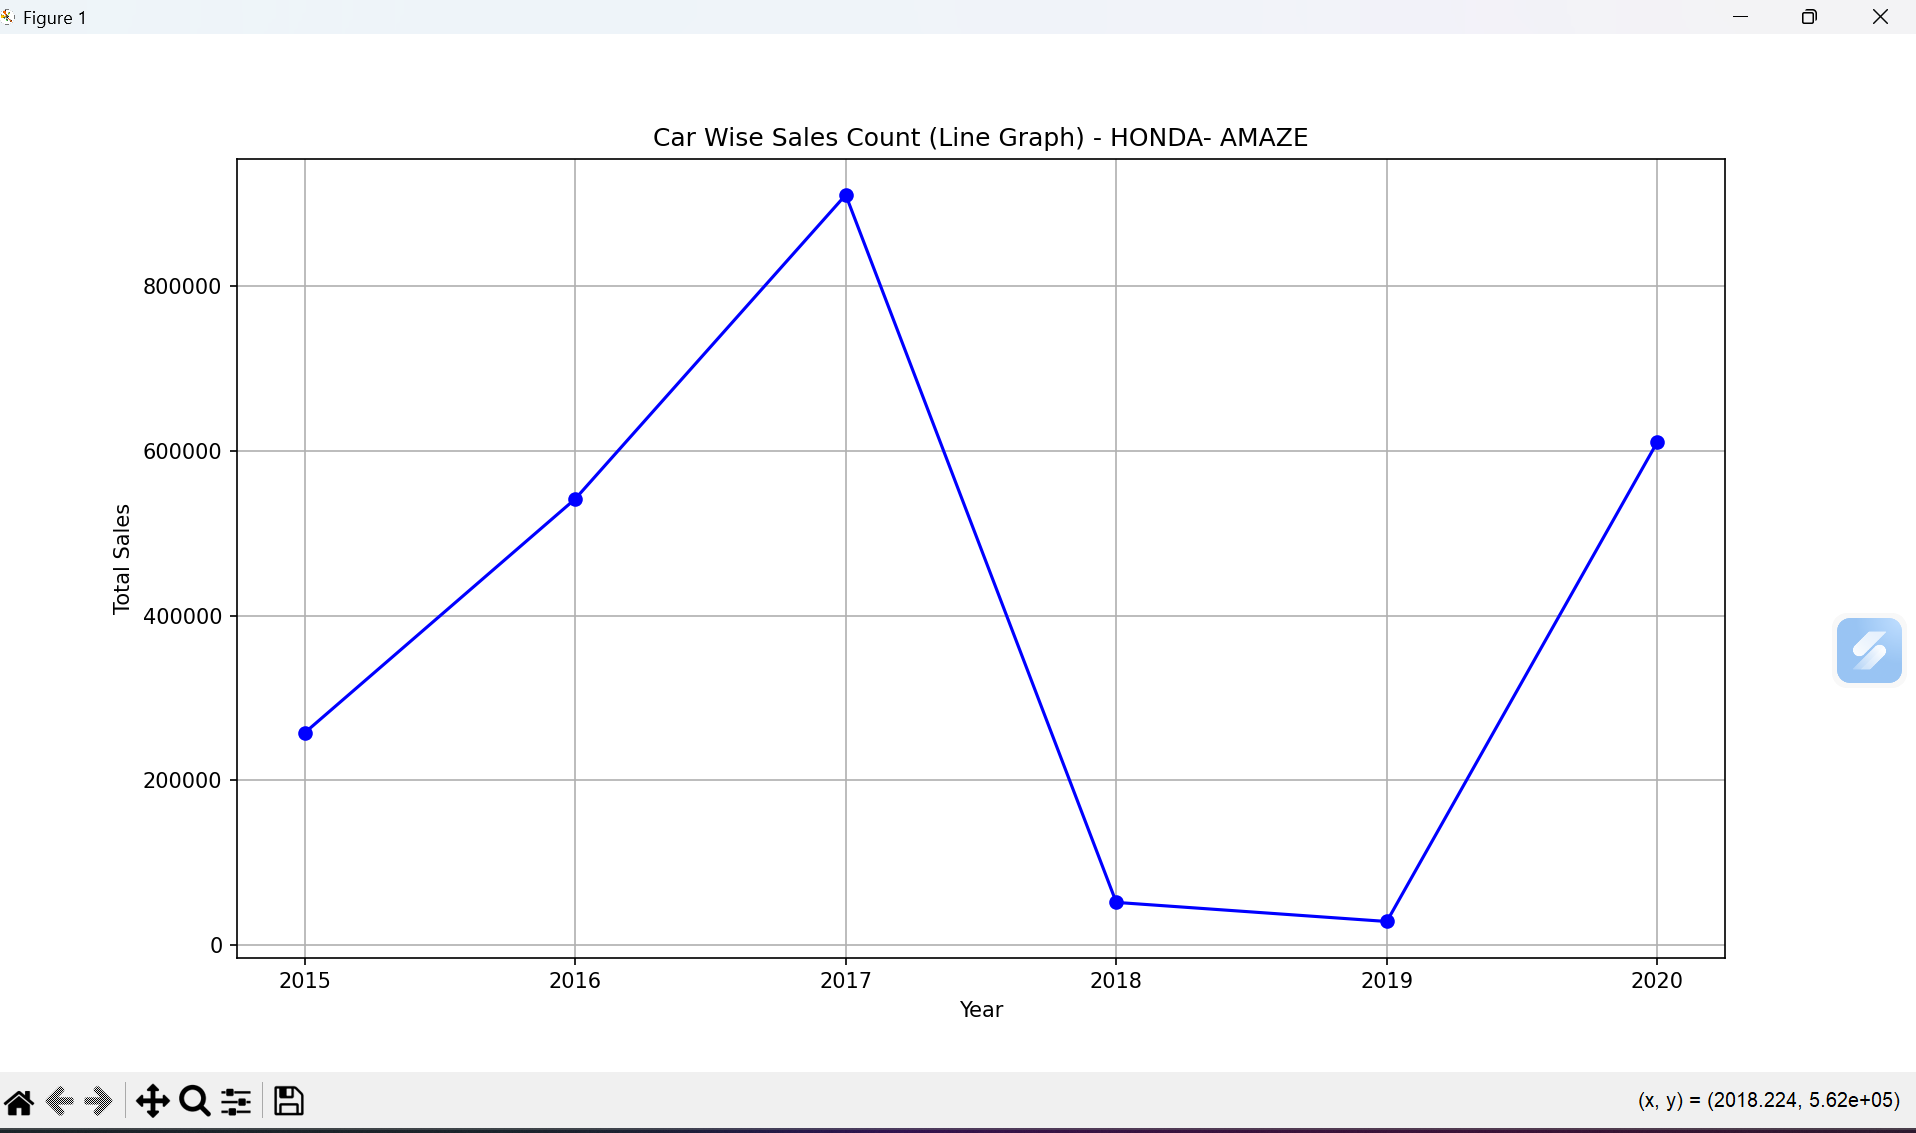 Figure 1
Car Wise Sales Count (Line Graph) - HONDA- AMAZE
800000
600000
400000
200000
0
Total Sales
2015 2016 2017 2018 2019 2020
Year
(x, y) = (2018.224, 5.62e+05)